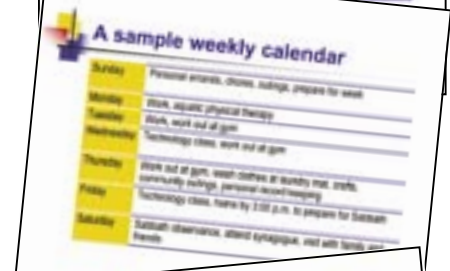 A sample weekly calendar
Sunday
Personal errands, chores, outings, prepare for week
Monday
Work, aquatic physical therapy
Tuesday
Work, work out at gym
Wednesday
Technology class, work out at gym
Thursday
Work out at gym, wash clothes at laundry mat, crafts,
community outings, personal record keeping
Friday
Technology class, home by 3:00 p.m. to prepare for Sabbath
Saturday
Sabbath observance, attend synagogue, visit with family and
friends